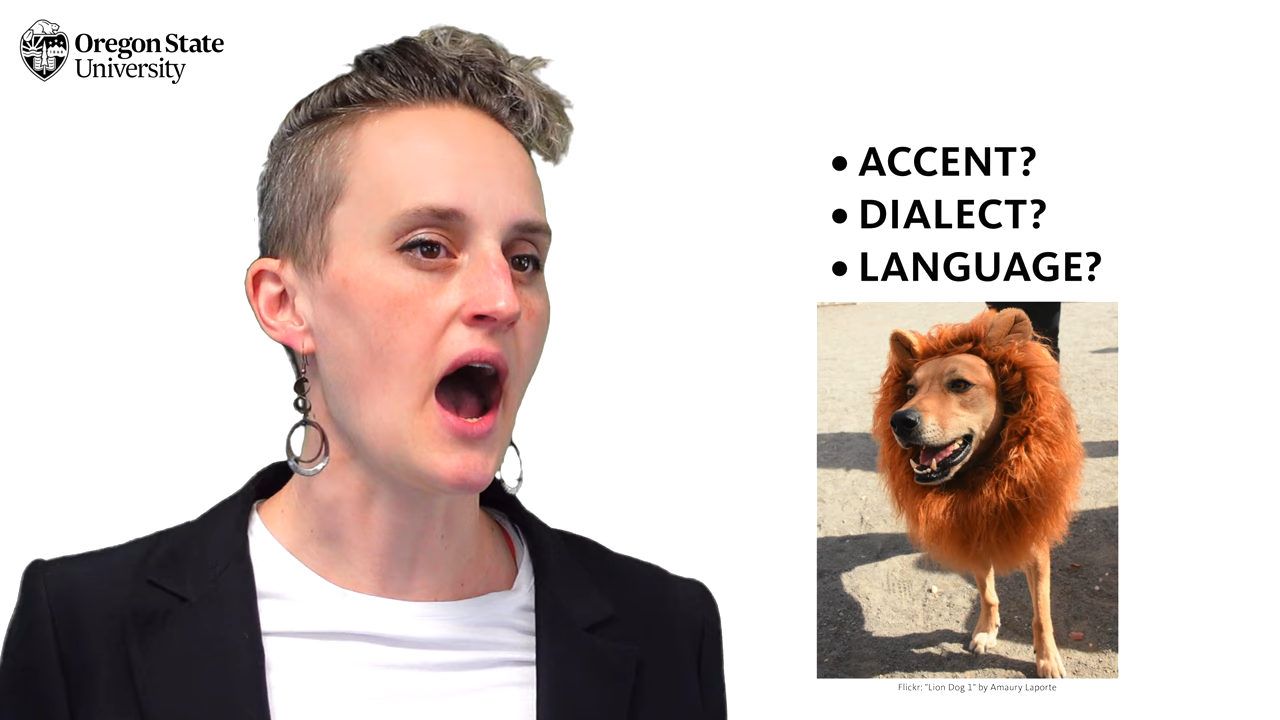 Oregon State
University
• ACCENT?
• DIALECT?
• LANGUAGE?
Flickr: "Lion Dog 1" by Amaury Laporte